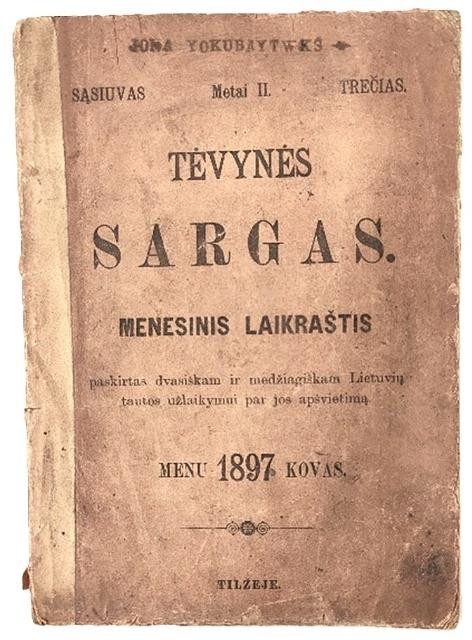 JONA YOKUBAYTWKS
SĄSIUVAS Metai II. TREČIAS.
TĖVYNĖS
SARGAS.
MENESINIS LAIKRAŠTIS
paskirtas dvasiškam ir medžiagiškam Lietuvių
tautos užlaikymui par jos apšvietimą
MENU 1897 KOVAS.
TILŽEJE.